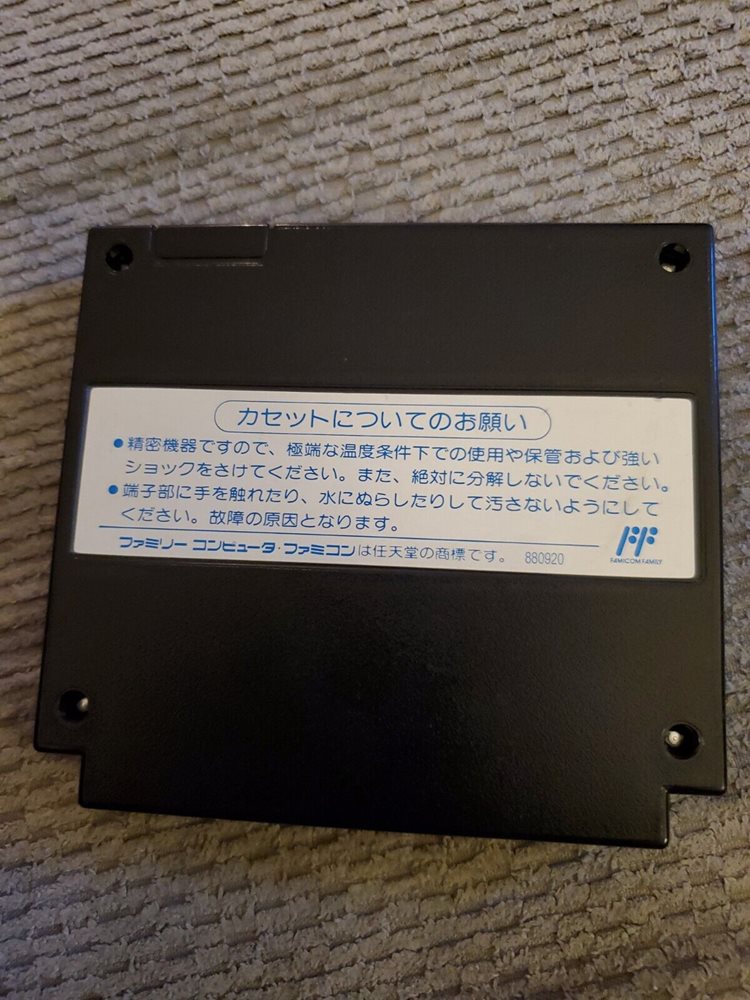 カセットについてのお願い
●精密機器ですので、極端な温度条件下での使用や保管および強い
ショックをさけてください。また、絶対に分解しないでください。
●端子部に手を触れたり、水にぬらしたりして汚さないようにして
ください。故障の原因となります。
ファミリー コンピュータ・ファミコンは任天堂の商標です。 880920
FF
FAMICOM FAMILY